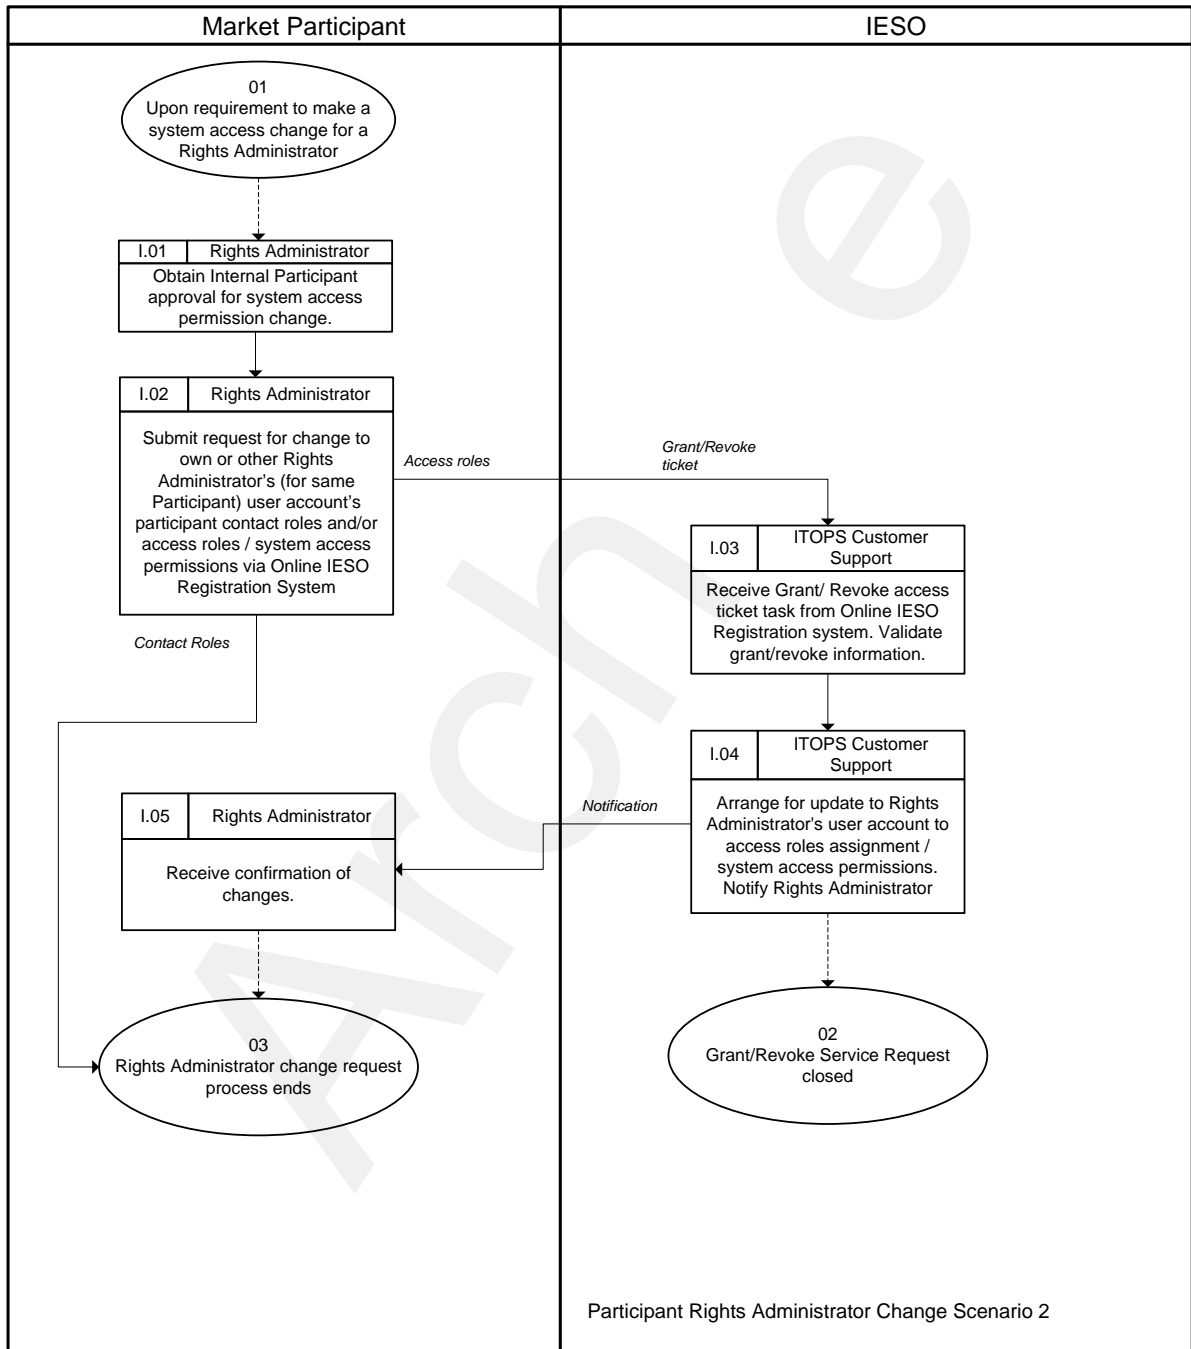 Market Participant
IESO
01
Upon requirement to make a
system access change for a
Rights Administrator
I.01
Rights Administrator
Obtain Internal Participant
approval for system access
permission change.
I.02
Rights Administrator
Submit request for change to
own or other Rights
Administrator's (for same
Participant) user account's
participant contact roles and/or
access roles / system access
permissions via Online IESO
Registration System
Access roles
Grant/Revoke
ticket
I.03
ITOPS Customer
Support
Receive Grant/ Revoke access
ticket task from Online IESO
Registration system. Validate
grant/revoke information.
Contact Roles
I.04
ITOPS Customer
Support
Arrange for update to Rights
Administrator's user account to
access roles assignment /
system access permissions.
Notify Rights Administrator
Notification
I.05
Rights Administrator
Receive confirmation of
changes.
03
Rights Administrator change request
process ends
02
Grant/Revoke Service Request
closed
Participant Rights Administrator Change Scenario 2
Arch e